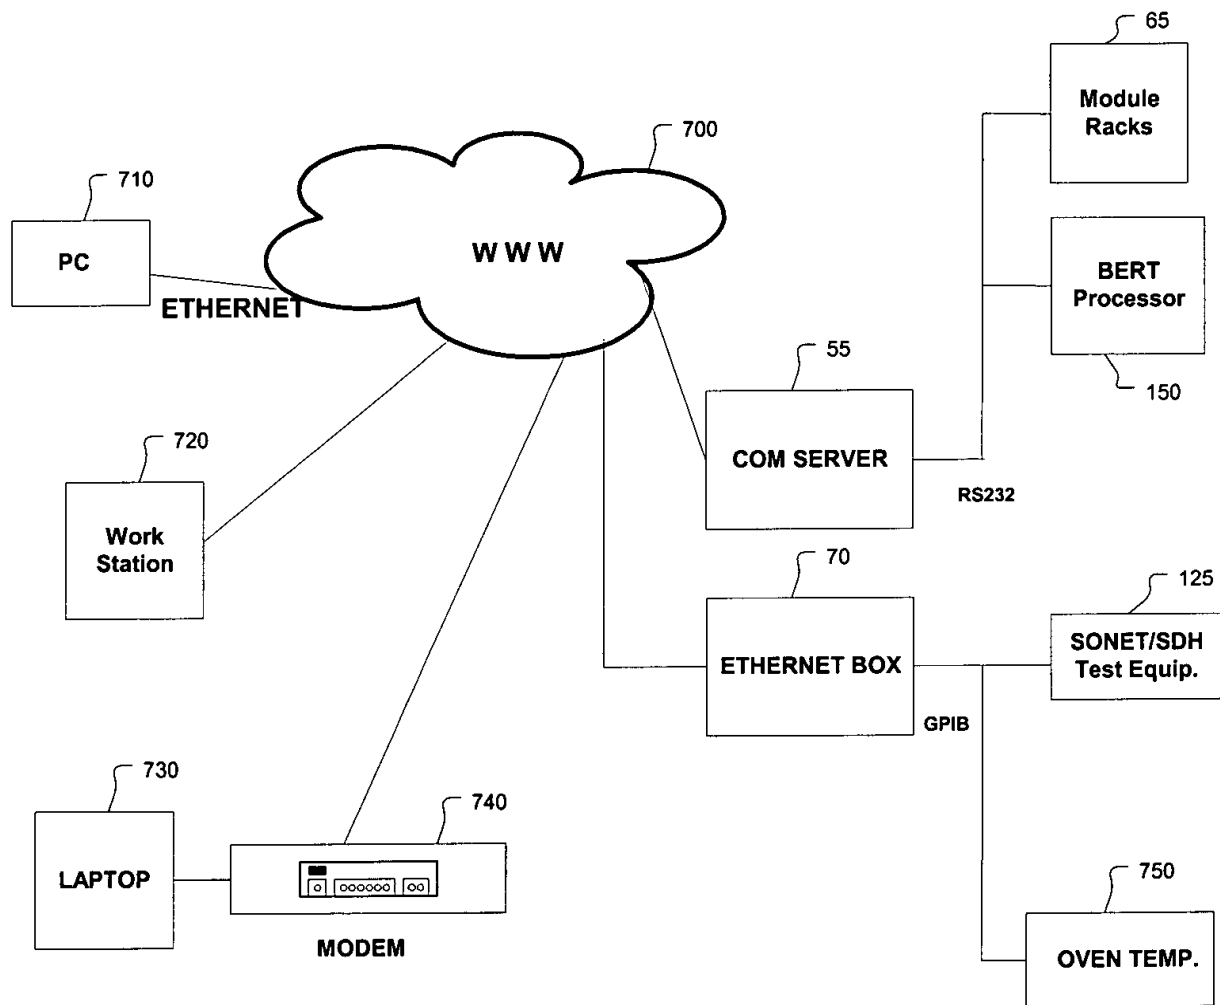 65
Module
Racks
700
710
PC
W W W
ETHERNET
BERT
Processor
150
55
COM SERVER
RS232
720
Work
Station
70
ETHERNET BOX
GPIB
125
SONET/SDH
Test Equip.
730
LAPTOP
740
MODEM
750
OVEN TEMP.